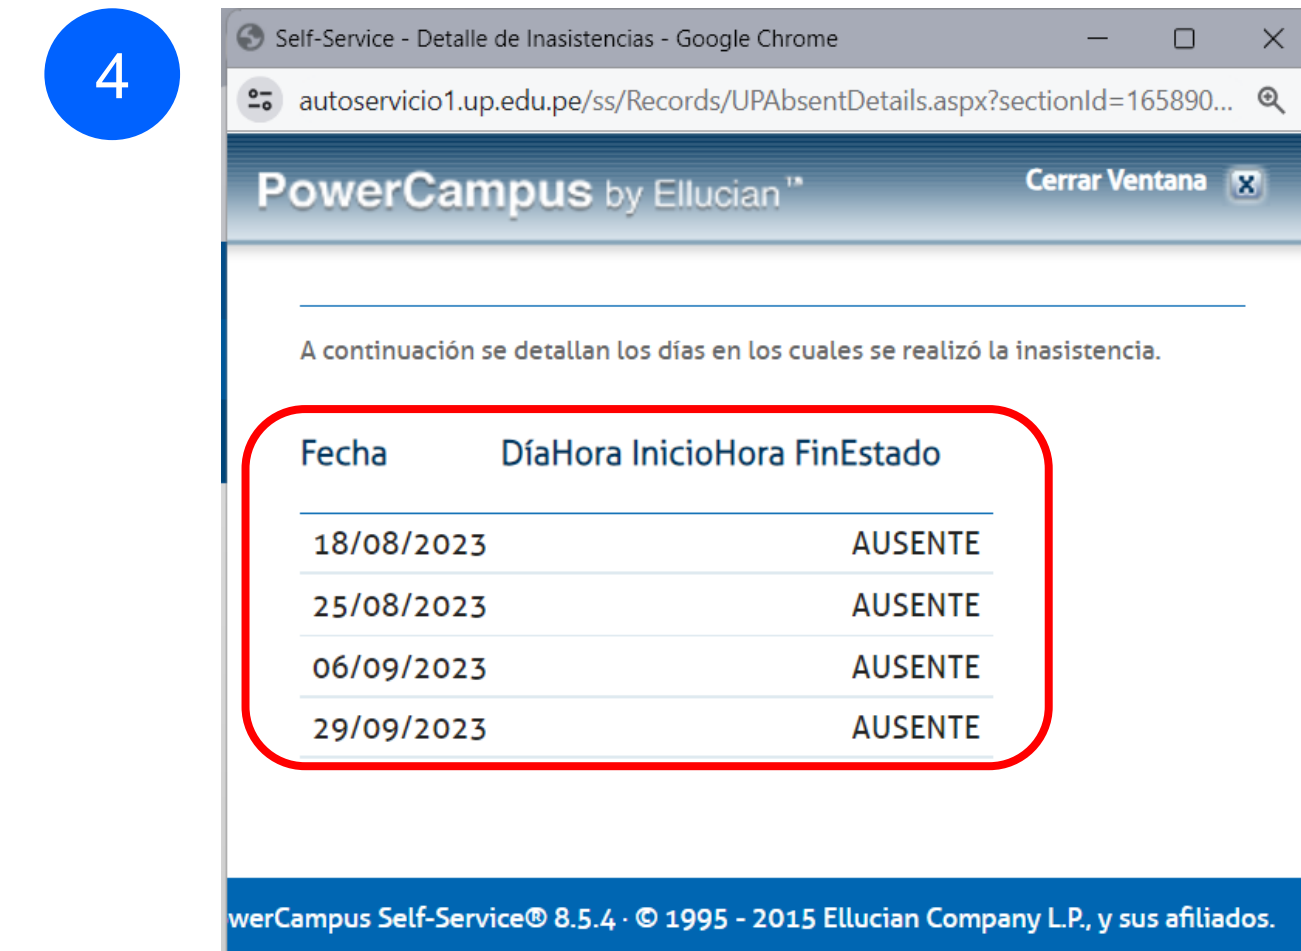 4
Self-Service - Detalle de Inasistencias - Google Chrome
autoservicio1.up.edu.pe/ss/Records/UPAbsentDetails.aspx?sectionId=165890...
PowerCampus by Ellucian™
Cerrar Ventana
A continuación se detallan los días en los cuales se realizó la inasistencia.
Fecha DíaHora InicioHora FinEstado
18/08/2023 AUSENTE
25/08/2023 AUSENTE
06/09/2023 AUSENTE
29/09/2023 AUSENTE
werCampus Self-Service® 8.5.4 · © 1995 - 2015 Ellucian Company L.P., y sus afiliados.